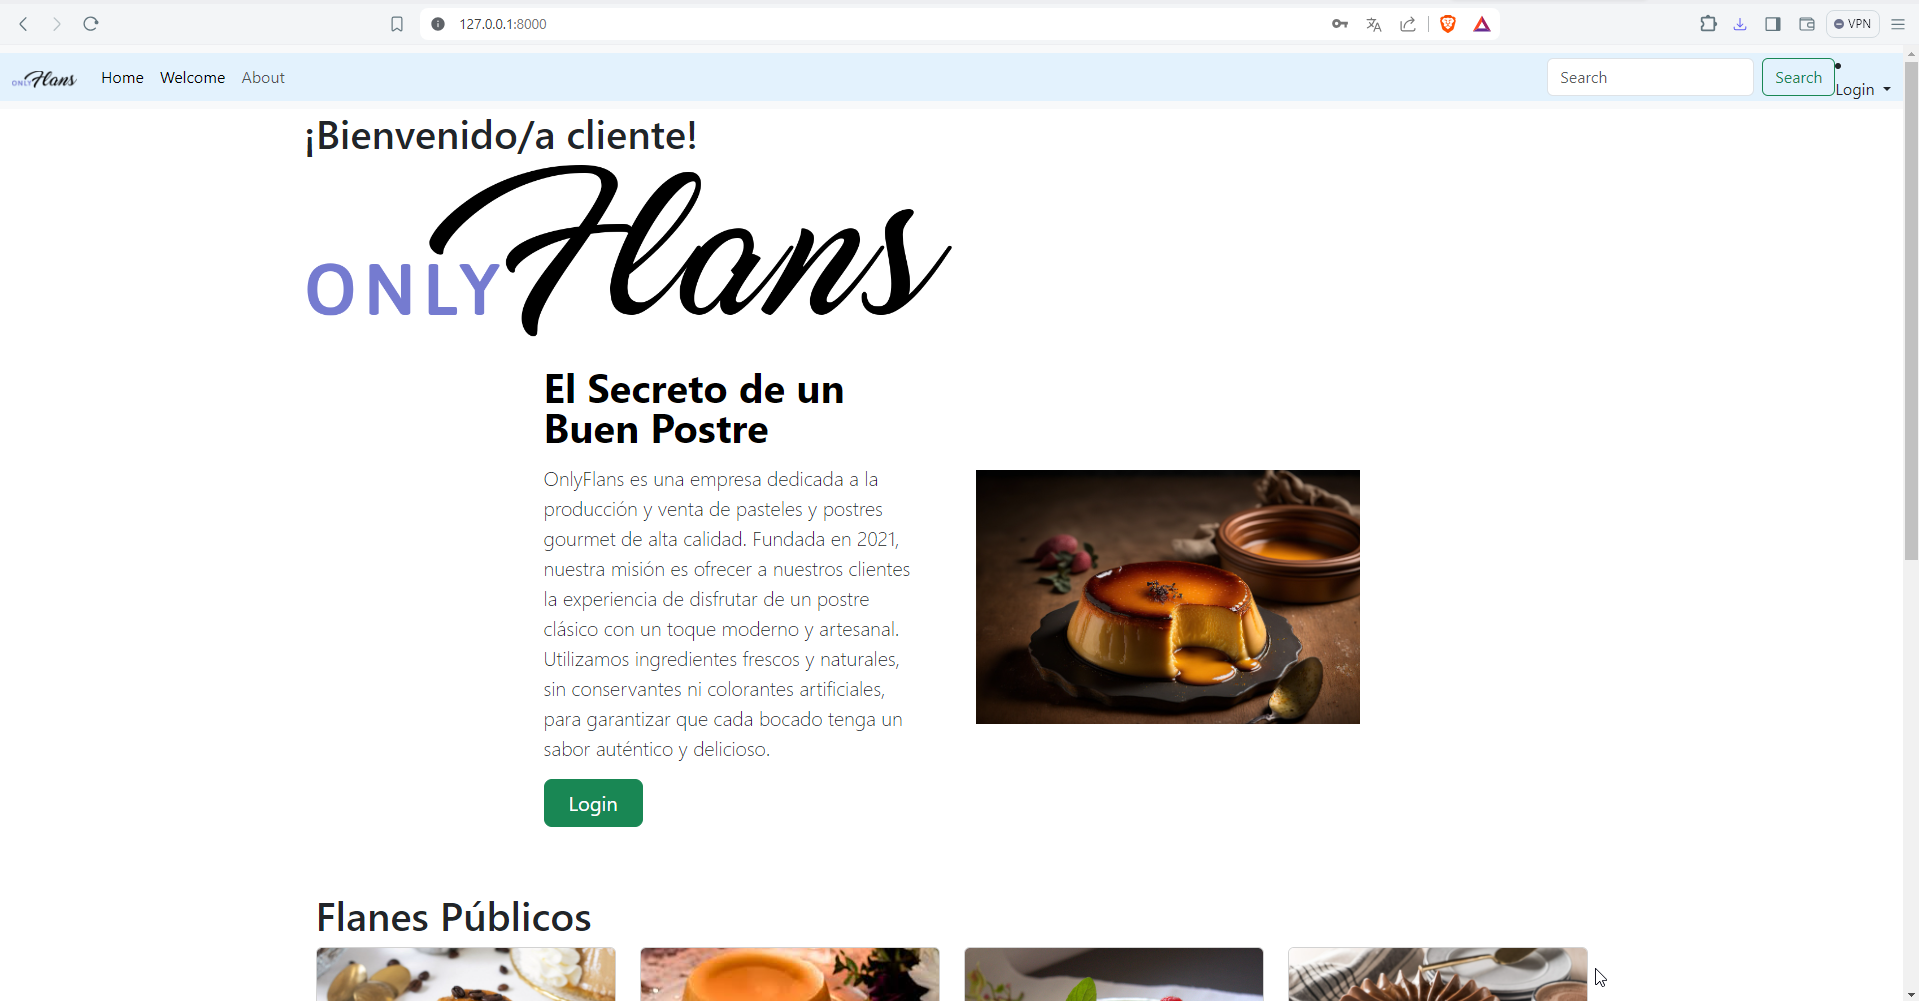 127.0.0.1:8000
VPN
ONLY Flans
Home Welcome About
Search
Search
Login
¡Bienvenido/a cliente!
ONLY Flans
El Secreto de un
Buen Postre
OnlyFlans es una empresa dedicada a la
producción y venta de pasteles y postres
gourmet de alta calidad. Fundada en 2021,
nuestra misión es ofrecer a nuestros clientes
la experiencia de disfrutar de un postre
clásico con un toque moderno y artesanal.
Utilizamos ingredientes frescos y naturales,
sin conservantes ni colorantes artificiales,
para garantizar que cada bocado tenga un
sabor auténtico y delicioso.
Login
Flanes Públicos